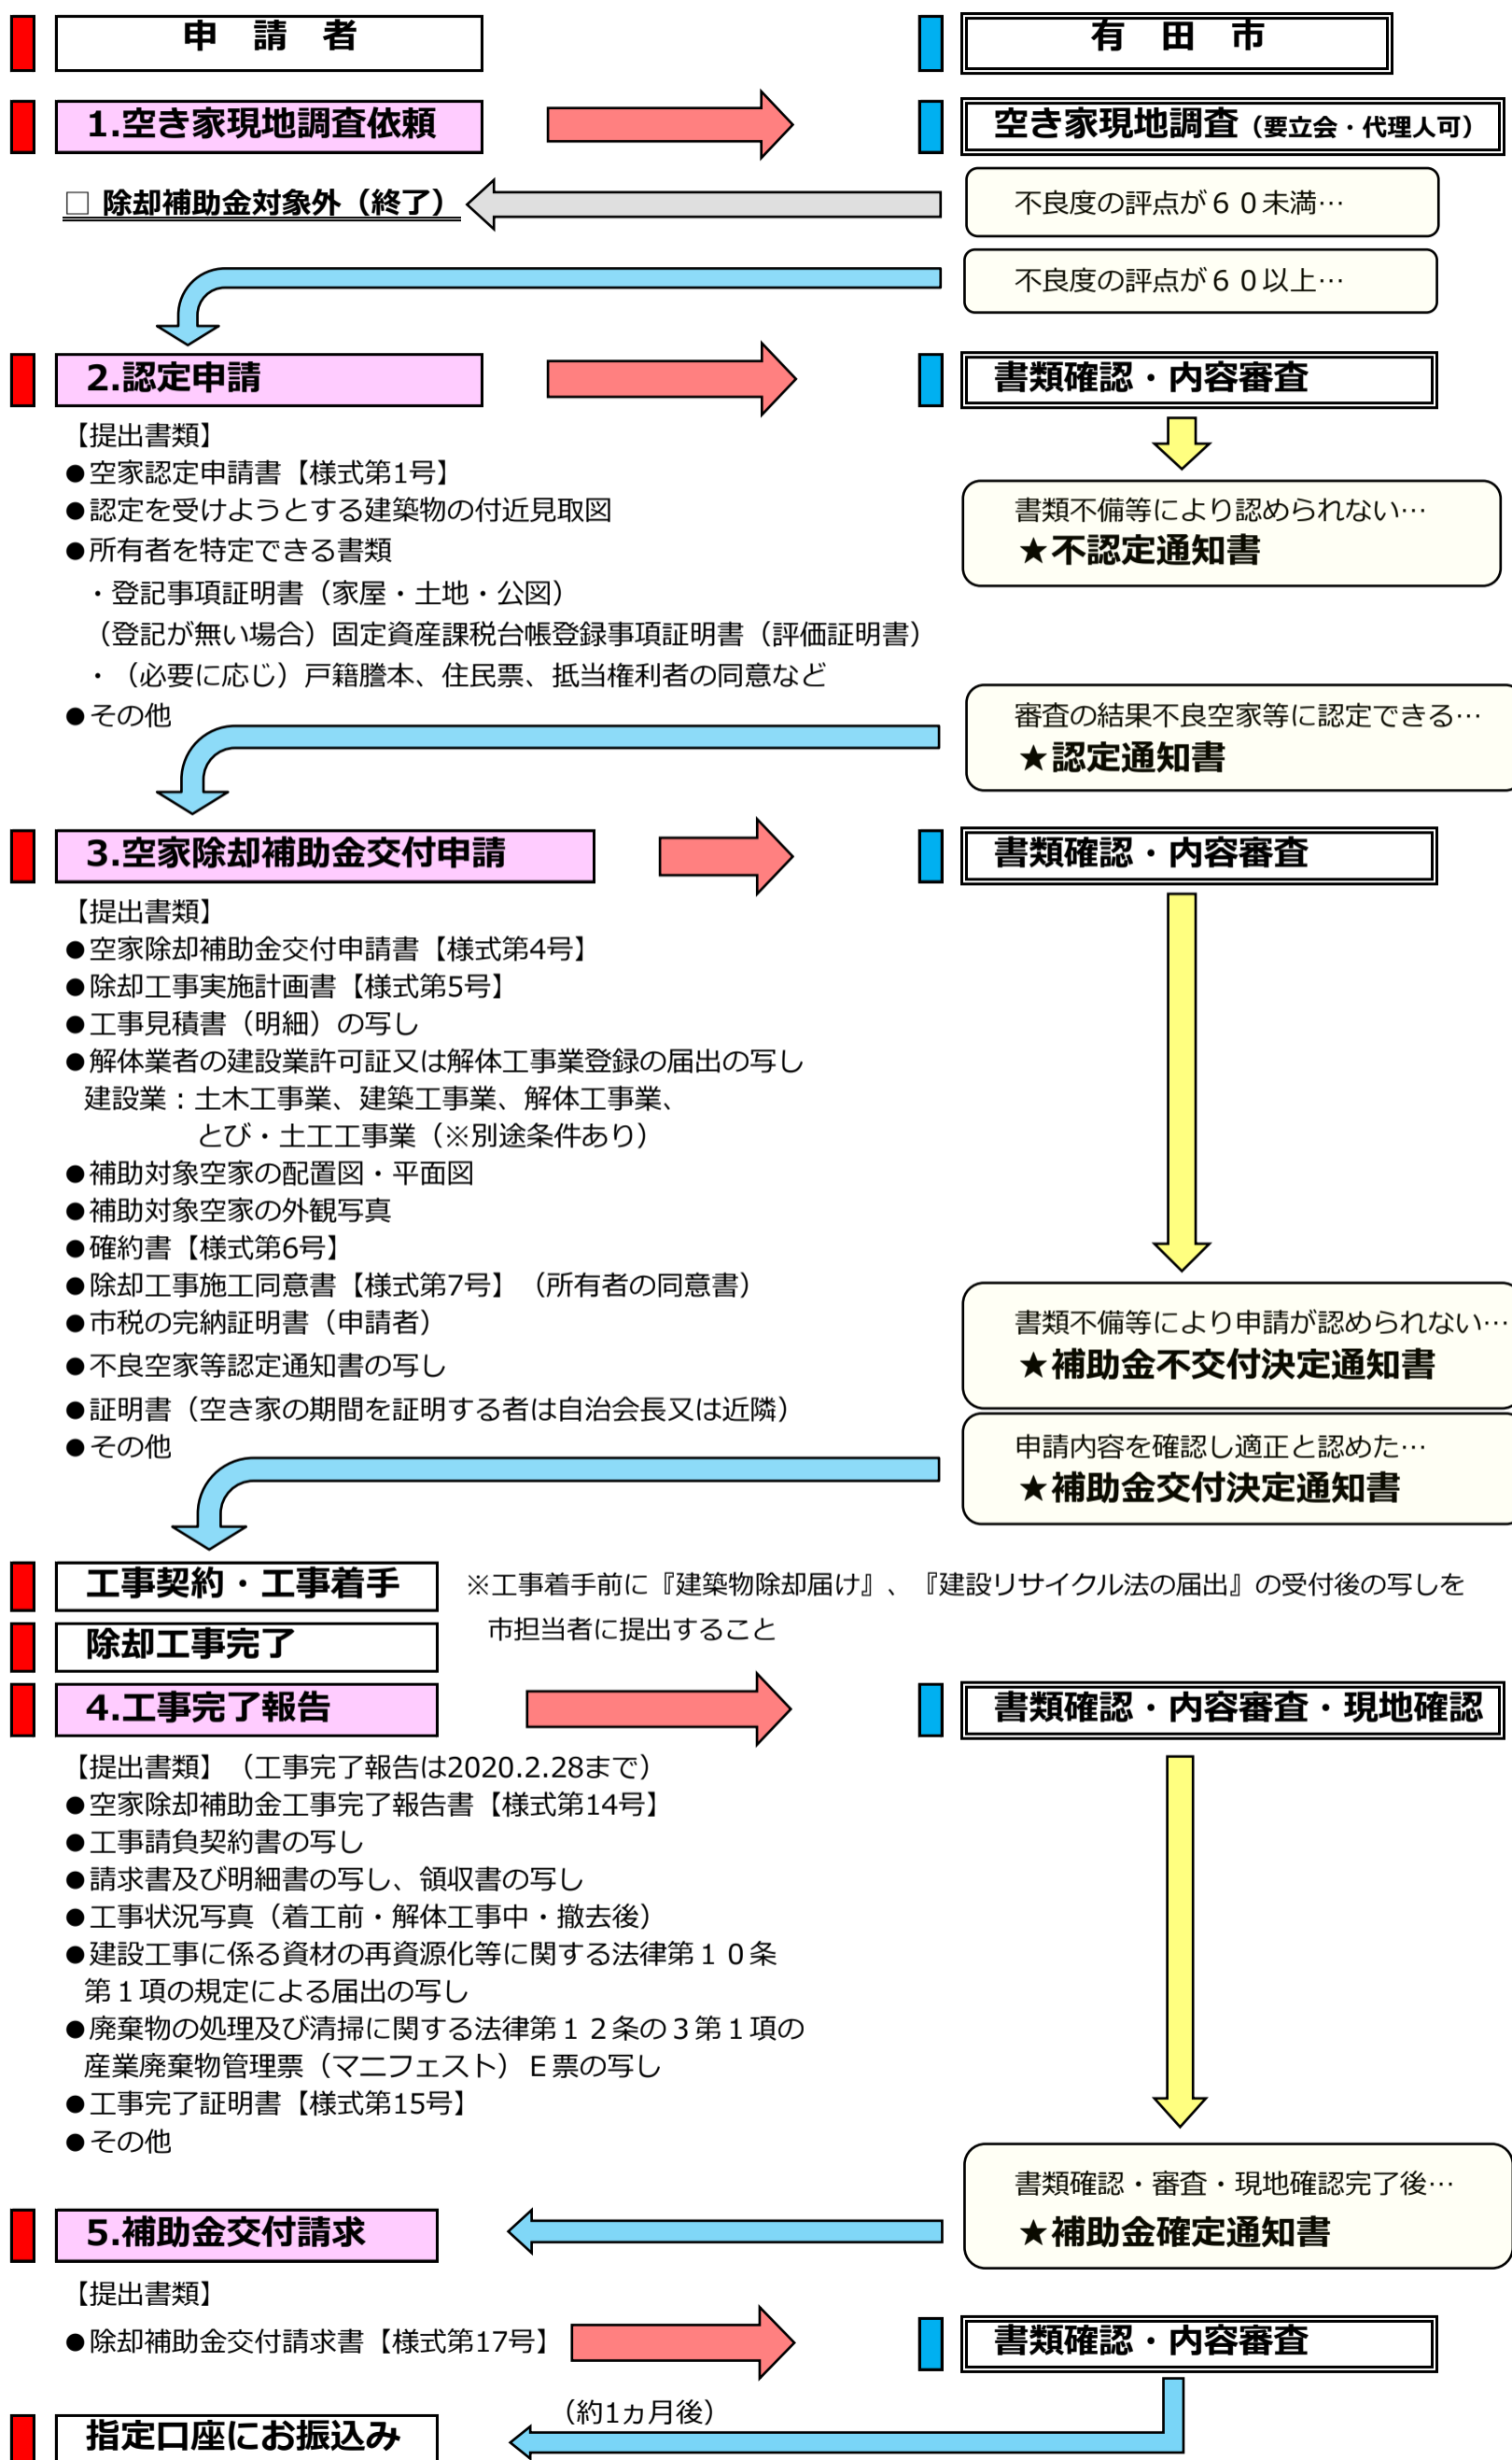 申　請　者
有　田　市
1.空き家現地調査依頼
空き家現地調査（要立会・代理人可）
□ 除却補助金対象外（終了）
不良度の評点が６０未満…
不良度の評点が６０以上…
2.認定申請
書類確認・内容審査
【提出書類】
●空家認定申請書【様式第1号】
●認定を受けようとする建築物の付近見取図
●所有者を特定できる書類
・登記事項証明書（家屋・土地・公図）
（登記が無い場合）固定資産課税台帳登録事項証明書（評価証明書）
・（必要に応じ）戸籍謄本、住民票、抵当権利者の同意など
●その他
書類不備等により認められない…
★不認定通知書
審査の結果不良空家等に認定できる…
★認定通知書
3.空家除却補助金交付申請
書類確認・内容審査
【提出書類】
●空家除却補助金交付申請書【様式第4号】
●除却工事実施計画書【様式第5号】
●工事見積書（明細）の写し
●解体業者の建設業許可証又は解体工事業登録の届出の写し
建設業：土木工事業、建築工事業、解体工事業、
とび・土工工事業（※別途条件あり）
●補助対象空家の配置図・平面図
●補助対象空家の外観写真
●確約書【様式第6号】
●除却工事施工同意書【様式第7号】（所有者の同意書）
●市税の完納証明書（申請者）
●不良空家等認定通知書の写し
●証明書（空き家の期間を証明する者は自治会長又は近隣）
●その他
書類不備等により申請が認められない…
★補助金不交付決定通知書
申請内容を確認し適正と認めた…
★補助金交付決定通知書
工事契約・工事着手
※工事着手前に『建築物除却届け』、『建設リサイクル法の届出』の受付後の写しを
市担当者に提出すること
除却工事完了
4.工事完了報告
書類確認・内容審査・現地確認
【提出書類】（工事完了報告は2020.2.28まで）
●空家除却補助金工事完了報告書【様式第14号】
●工事請負契約書の写し
●請求書及び明細書の写し、領収書の写し
●工事状況写真（着工前・解体工事中・撤去後）
●建設工事に係る資材の再資源化等に関する法律第１０条
第１項の規定による届出の写し
●廃棄物の処理及び清掃に関する法律第１２条の３第１項の
産業廃棄物管理票（マニフェスト）Ｅ票の写し
●工事完了証明書【様式第15号】
●その他
書類確認・審査・現地確認完了後…
★補助金確定通知書
5.補助金交付請求
【提出書類】
●除却補助金交付請求書【様式第17号】
書類確認・内容審査
（約1ヵ月後）
指定口座にお振込み